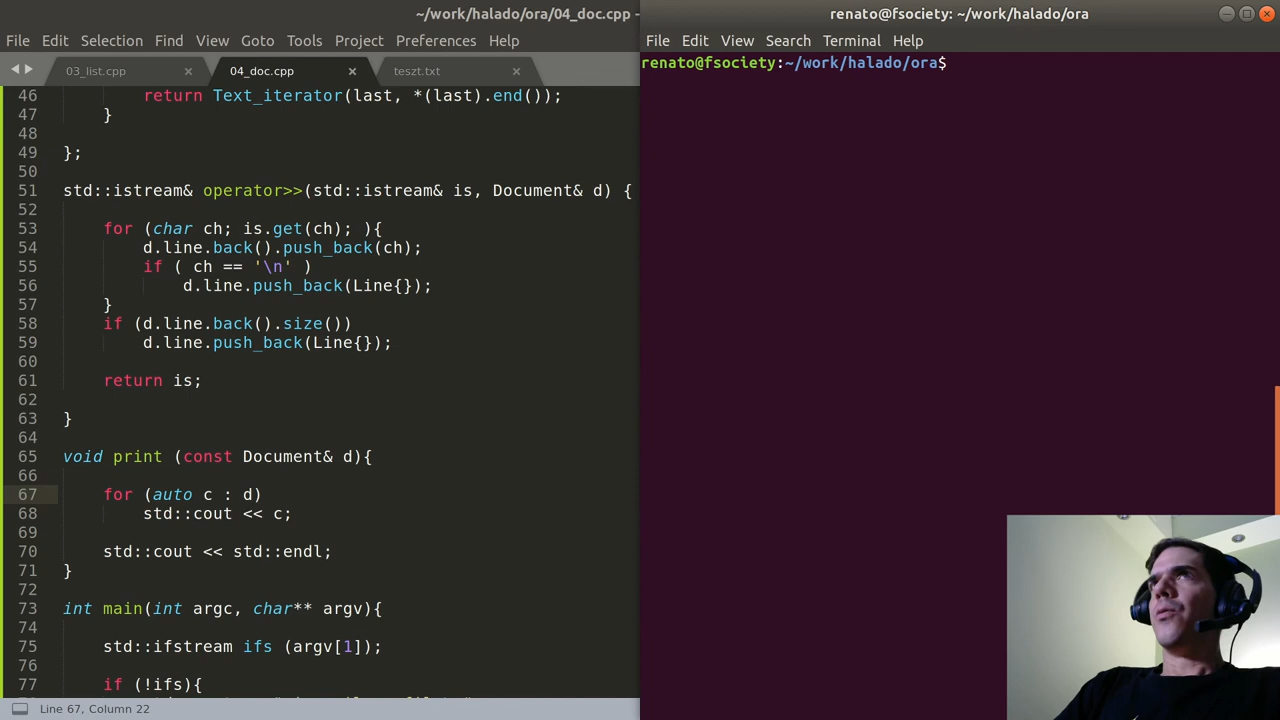 ~/work/halado/ora/04_doc.cpp -
File Edit Selection Find View Goto Tools Project Preferences Help
03_list.cpp × 04_doc.cpp × teszt.txt ×
46 return Text_iterator(last, *(last).end());
47 }
48
49 };
50
51 std::istream& operator>>(std::istream& is, Document& d) {
52
53 for (char ch; is.get(ch); ){
54 d.line.back().push_back(ch);
55 if ( ch == '\n' )
56 d.line.push_back(Line{});
57 }
58 if (d.line.back().size())
59 d.line.push_back(Line{});
60
61 return is;
62
63 }
64
65 void print (const Document& d){
66
67 for (auto c : d)
68 std::cout << c;
69
70 std::cout << std::endl;
71 }
72
73 int main(int argc, char** argv){
74
75 std::ifstream ifs (argv[1]);
76
77 if (!ifs){
Line 67, Column 22
renato@fsociety: ~/work/halado/ora
File Edit View Search Terminal Help
renato@fsociety:~/work/halado/ora$